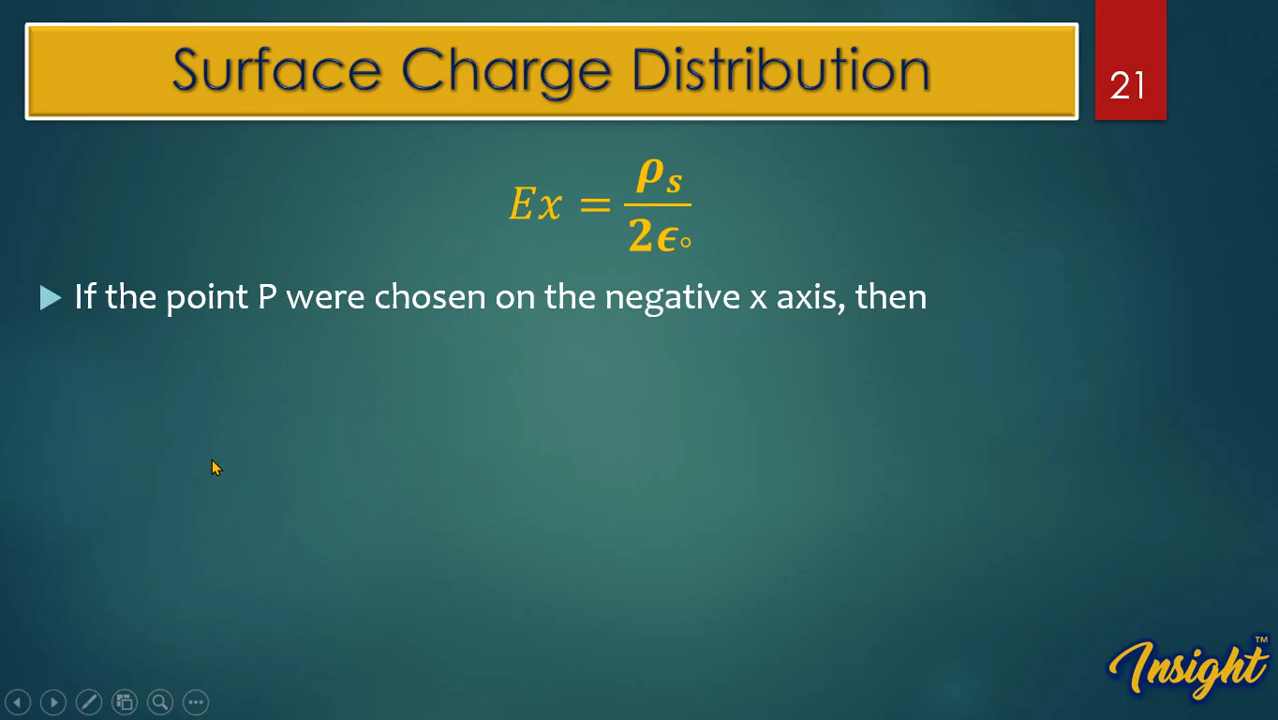 Surface Charge Distribution
21
Ex = ρs / 2ϵ∘
If the point P were chosen on the negative x axis, then
Insight™